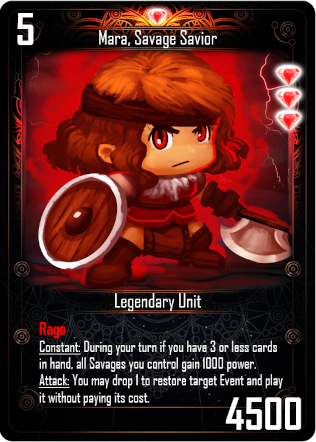 5
Mara, Savage Savior
Legendary Unit
Rage
Constant: During your turn if you have 3 or less cards
in hand, all Savages you control gain 1000 power.
Attack: You may drop 1 to restore target Event and play
it without paying its cost.
4500